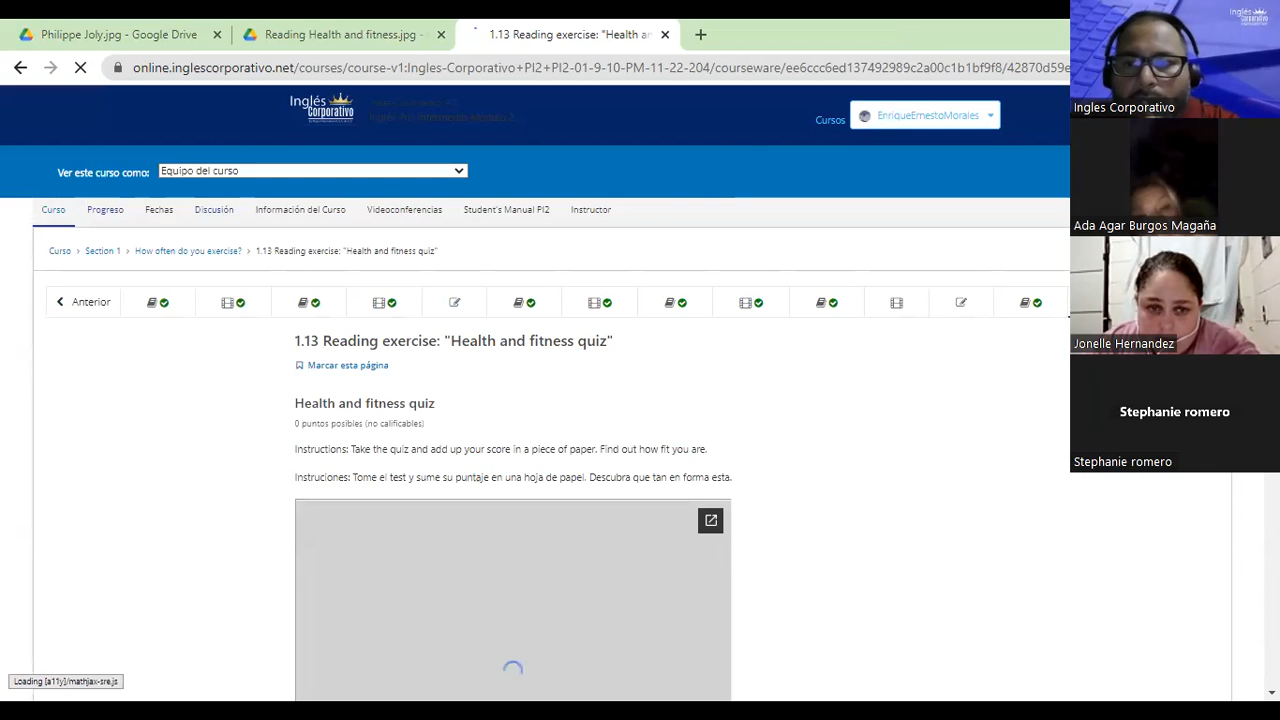 Philippe Joly.jpg - Google Drive
Reading Health and fitness.jpg -
1.13 Reading exercise: "Health an
online.inglescorporativo.net/courses/course-v1:Ingles-Corporativo+PI2+PI2-01-9-10-PM-11-22-204/courseware/ee6ccc6ed137492989c2a00c1b1bf9f8/42870d59e
Inglés
Corporativo
Cursos
EnriqueErnestoMorales
Ver este curso como:
Equipo del curso
Curso
Progreso
Fechas
Discusión
Información del Curso
Videoconferencias
Student's Manual PI2
Instructor
Curso > Section 1 > How often do you exercise? > 1.13 Reading exercise: "Health and fitness quiz"
Anterior
1.13 Reading exercise: "Health and fitness quiz"
Marcar esta página
Health and fitness quiz
0 puntos posibles (no calificables)
Instructions: Take the quiz and add up your score in a piece of paper. Find out how fit you are.
Instruciones: Tome el test y sume su puntaje en una hoja de papel. Descubra que tan en forma esta.
Loading [a11y]/mathjax-sre.js
Inglés
Corporativo
Ingles Corporativo
Ada Agar Burgos Magaña
Jonelle Hernandez
Stephanie romero
Stephanie romero